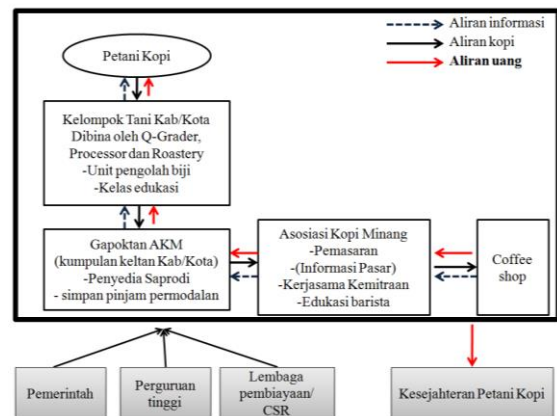 Aliran informasi
Aliran kopi
Aliran uang
Petani Kopi
Kelompok Tani Kab/Kota
Dibina oleh Q-Grader,
Processor dan Roastery
-Unit pengolah biji
-Kelas edukasi
Gapoktan AKM
(kumpulan keltan Kab/Kota)
-Penyedia Saprodi
- simpan pinjam permodalan
Asosiasi Kopi Minang
-Pemasaran
-(Informasi Pasar)
-Kerjasama Kemitraan
-Edukasi barista
Coffee
shop
Pemerintah
Perguruan
tinggi
Lembaga
pembiayaan/
CSR
Kesejahteran Petani Kopi